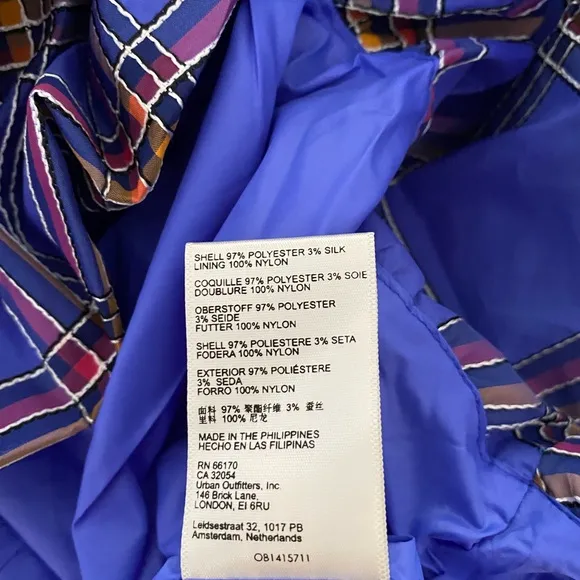 SHELL 97% POLYESTER 3% SILK
LINING 100% NYLON
COQUILLE 97% POLYESTER 3% SOIE
DOUBLURE 100% NYLON
OBERSTOFF 97% POLYESTER
3% SEIDE
FUTTER 100% NYLON
SHELL 97% POLIESTERE 3% SETA
FODERA 100% NYLON
EXTERIOR 97% POLIÉSTERE
3% SEDA
FORRO 100% NYLON
面料 97% 聚酯纤维 3% 蚕丝
里料 100% 尼龙
MADE IN THE PHILIPPINES
HECHO EN LAS FILIPINAS
RN 66170
CA 32054
Urban Outfitters, Inc.
146 Brick Lane,
LONDON, EI 6RU
Leidsestraat 32, 1017 PB
Amsterdam, Netherlands
OB1415711